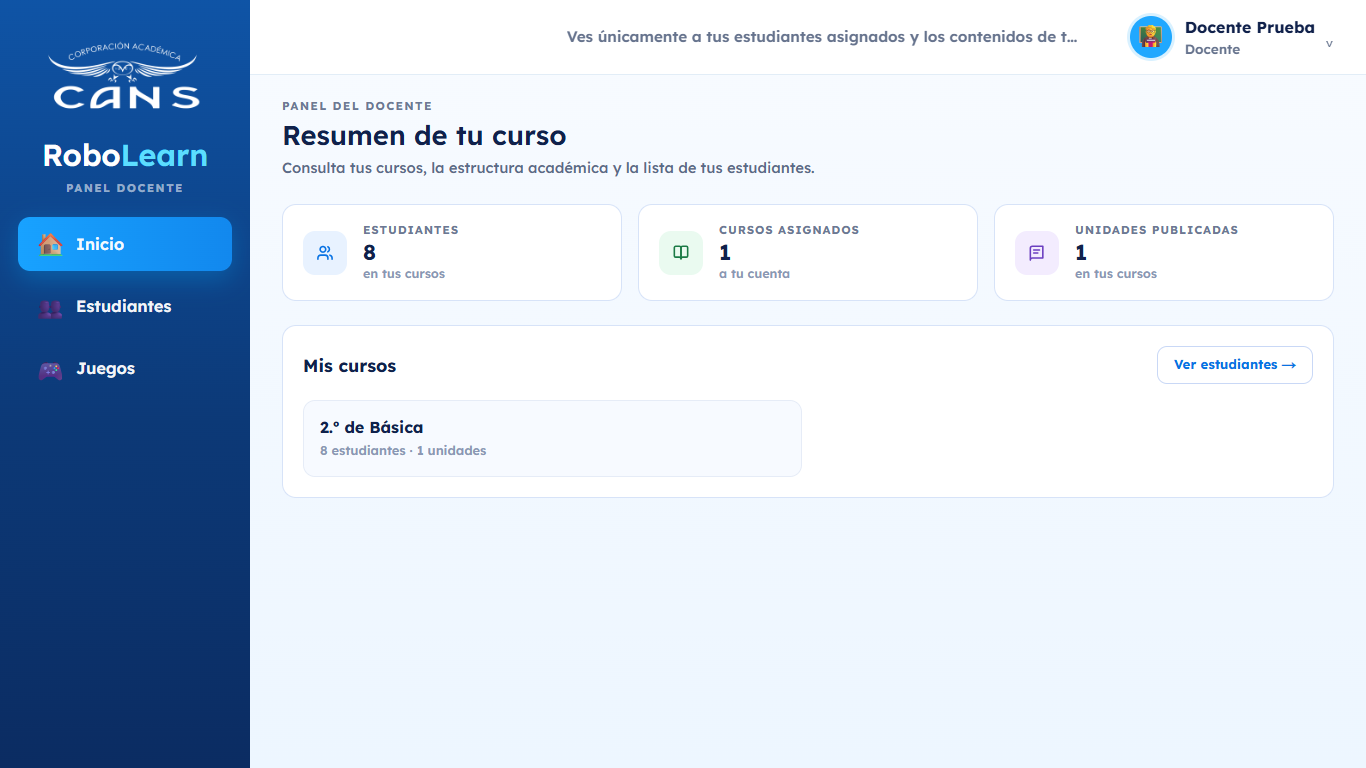 CORPORACIÓN ACADÉMICA
CANS
RoboLearn
PANEL DOCENTE
Inicio
Estudiantes
Juegos
Ves únicamente a tus estudiantes asignados y los contenidos de t...
Docente Prueba
Docente
v
PANEL DEL DOCENTE
Resumen de tu curso
Consulta tus cursos, la estructura académica y la lista de tus estudiantes.
ESTUDIANTES
8
en tus cursos
CURSOS ASIGNADOS
1
a tu cuenta
UNIDADES PUBLICADAS
1
en tus cursos
Mis cursos
Ver estudiantes →
2.º de Básica
8 estudiantes · 1 unidades